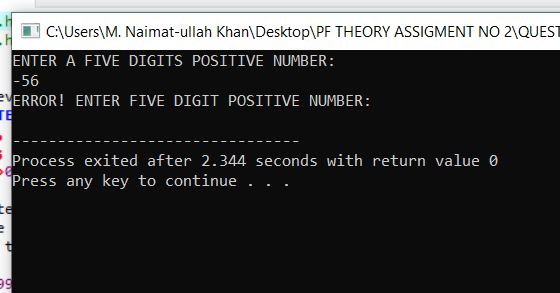 C:\Users\M. Naimat-ullah Khan\Desktop\PF THEORY ASSIGMENT NO 2\QUEST
ENTER A FIVE DIGITS POSITIVE NUMBER:
-56
ERROR! ENTER FIVE DIGIT POSITIVE NUMBER:
--------------------------------
Process exited after 2.344 seconds with return value 0
Press any key to continue . . .